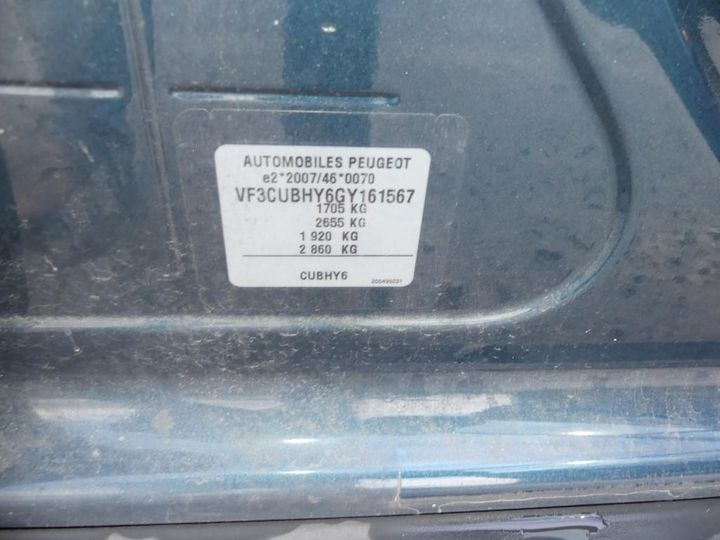 AUTOMOBILES PEUGEOT
e2*2007/46*0070
VF3CUBHY6GY161567
1705 KG
2655 KG
1 920 KG
2 860 KG
CUBHY6